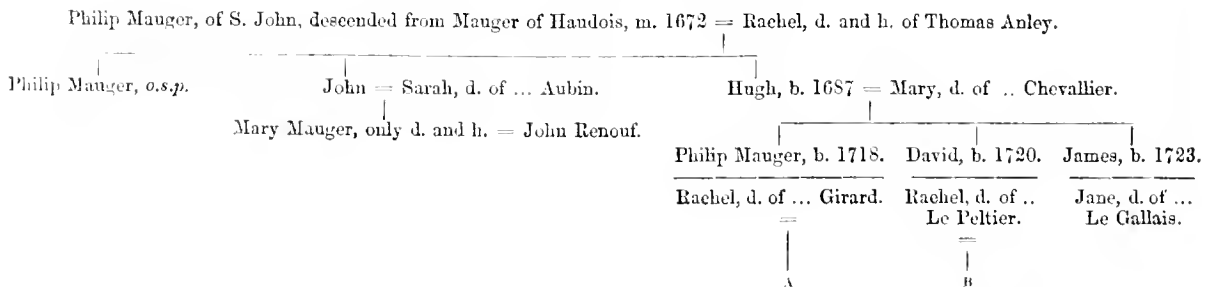 Philip Mauger, of S. John, descended from Mauger of Haudois, m. 1672 = Rachel, d. and h. of Thomas Anley.
Philip Mauger, o.s.p. John = Sarah, d. of ... Aubin. Hugh, b. 1687 = Mary, d. of .. Chevallier.
Mary Mauger, only d. and h. = John Renouf.
Philip Mauger, b. 1718. David, b. 1720. James, b. 1723.
Rachel, d. of ... Girard. Rachel, d. of .. Jane, d. of ...
= Le Peltier. Le Gallais.
=
A B